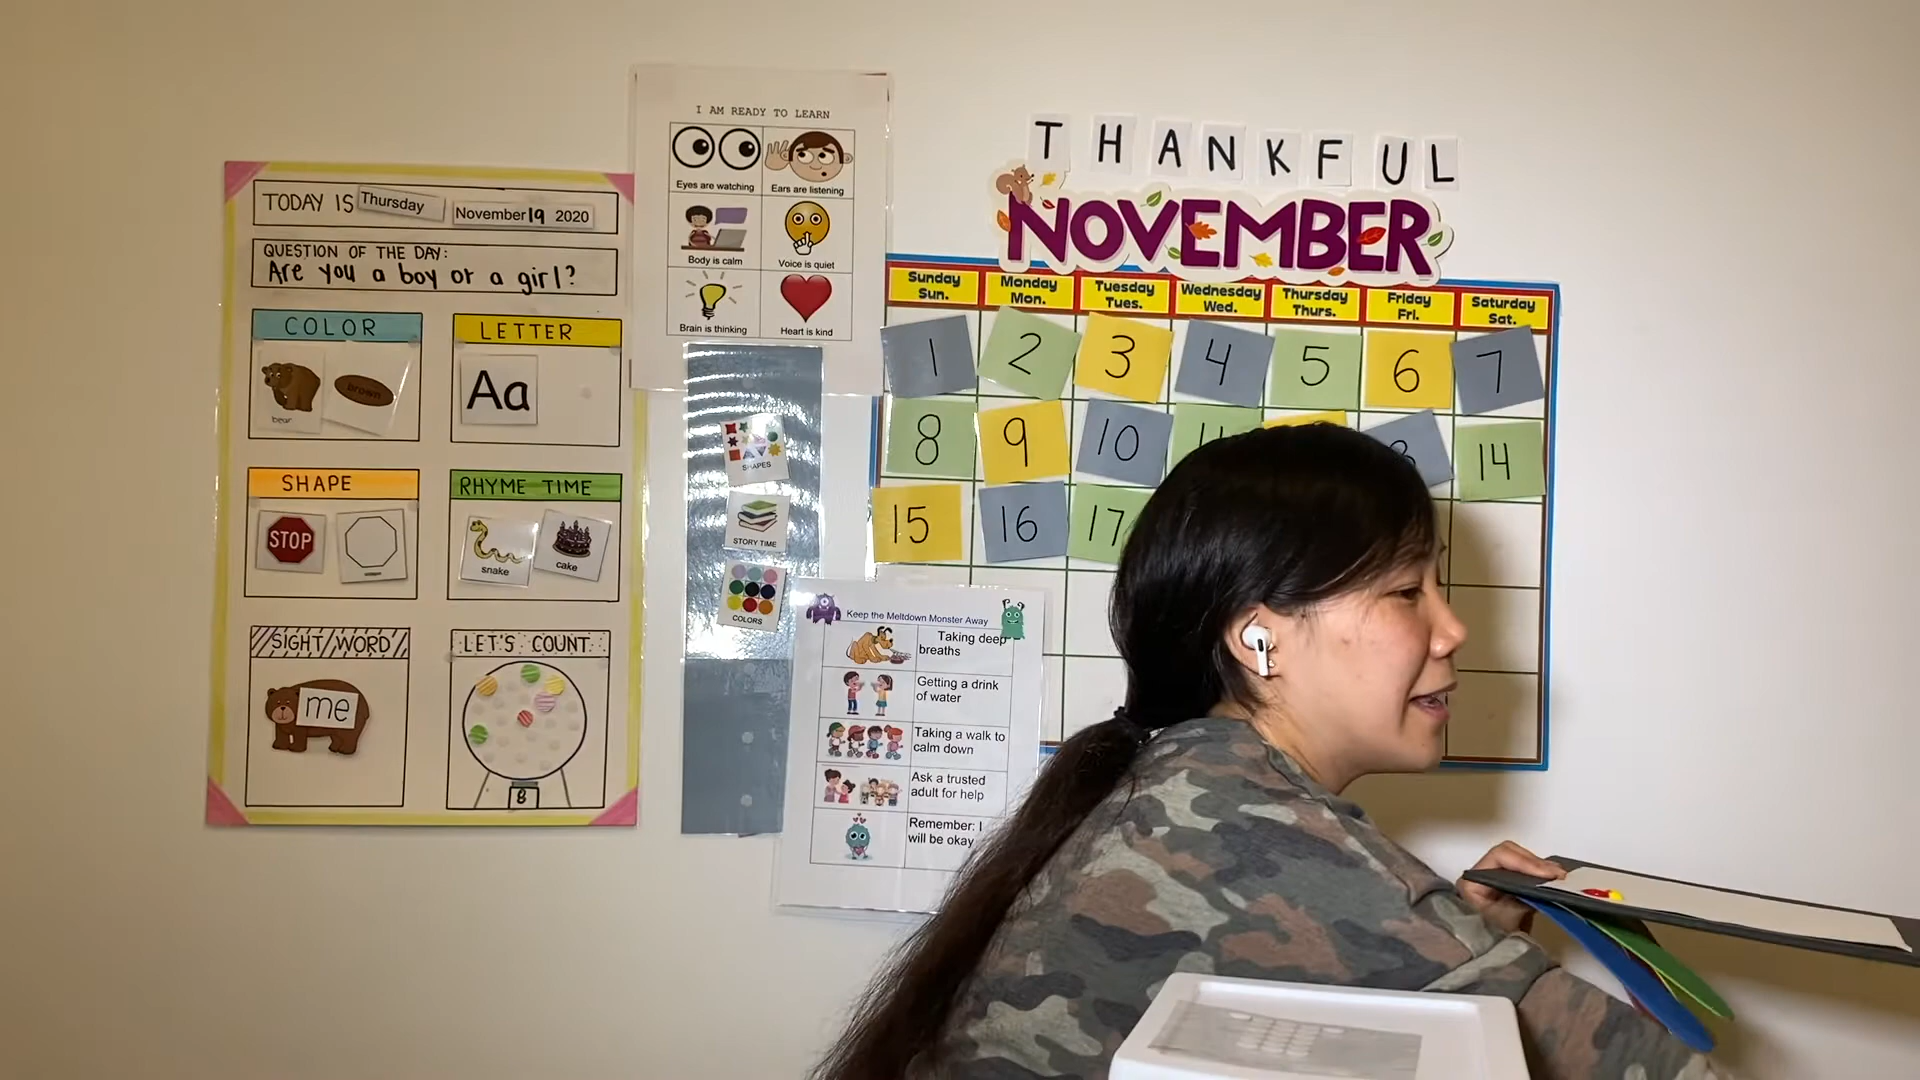 TODAY IS Thursday November 19 2020
QUESTION OF THE DAY:
Are you a boy or a girl?
COLOR
bear
brown
LETTER
Aa
SHAPE
STOP
RHYME TIME
snake
cake
SIGHT WORD
me
LET'S COUNT
8
I AM READY TO LEARN
Eyes are watching
Ears are listening
Body is calm
Voice is quiet
Brain is thinking
Heart is kind
SHAPES
STORY TIME
COLORS
Keep the Meltdown Monster Away
Taking deep
breaths
Getting a drink
of water
Taking a walk to
calm down
Ask a trusted
adult for help
Remember: I
will be okay
THANKFUL
NOVEMBER
Sunday Monday Tuesday Wednesday Thursday Friday Saturday
Sun. Mon. Tues. Wed. Thurs. Fri. Sat.
1 2 3 4 5 6 7
8 9 10 11 14
15 16 17